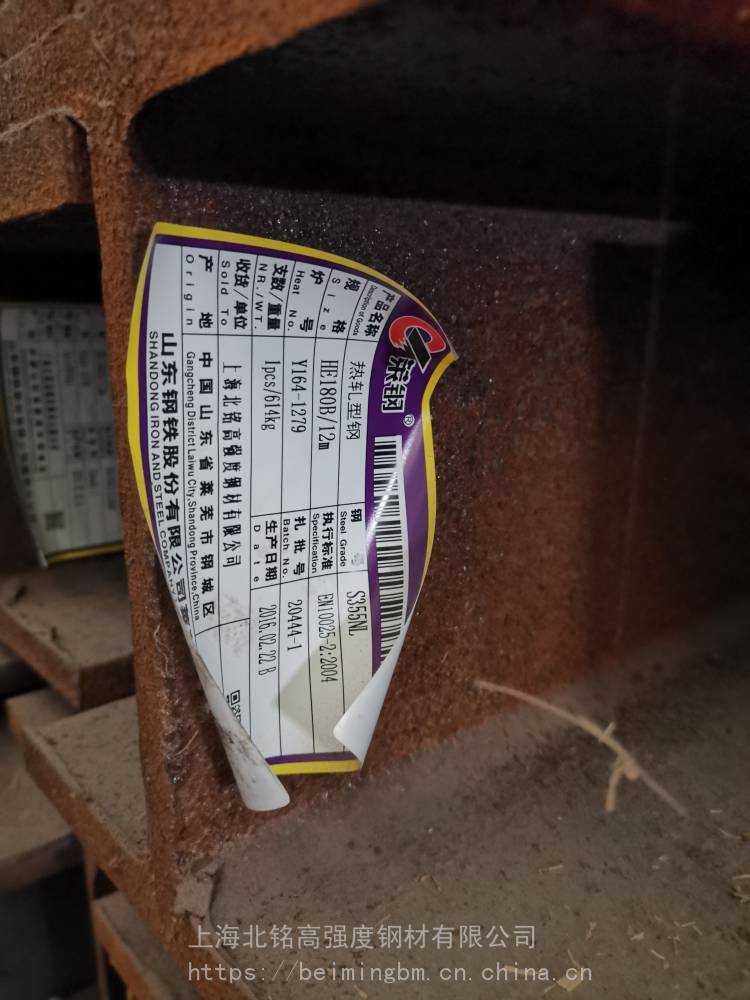 莱钢®
产品名称 热轧型钢 钢
Description of Goods Steel Grade S355NL
规格 HE180B/12m 执行标准 EN10025-2:2004
Size Specification
炉号 Y164-1279 扎批号 20444-1
Heat No. Batch No.
支数/重量 1pcs/614kg 生产日期 2016.02.22 B
NR./WT. Date
收货/单位 上海北铭高强度钢材有限公司
Sold To
产地 中国山东省莱芜市钢城区
Origin Gangcheng District Laiwu City,Shandong Province,China
山东钢铁股份有限公司
SHANDONG IRON AND STEEL COMPANY
上海北铭高强度钢材有限公司
https://beimingbm.cn.china.cn